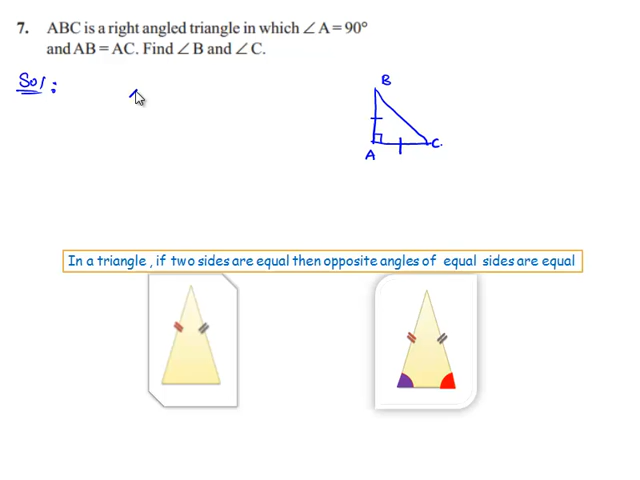 7. ABC is a right angled triangle in which ∠ A = 90°
and AB = AC. Find ∠ B and ∠ C.
Sol:
B
A
C.
In a triangle , if two sides are equal then opposite angles of equal sides are equal